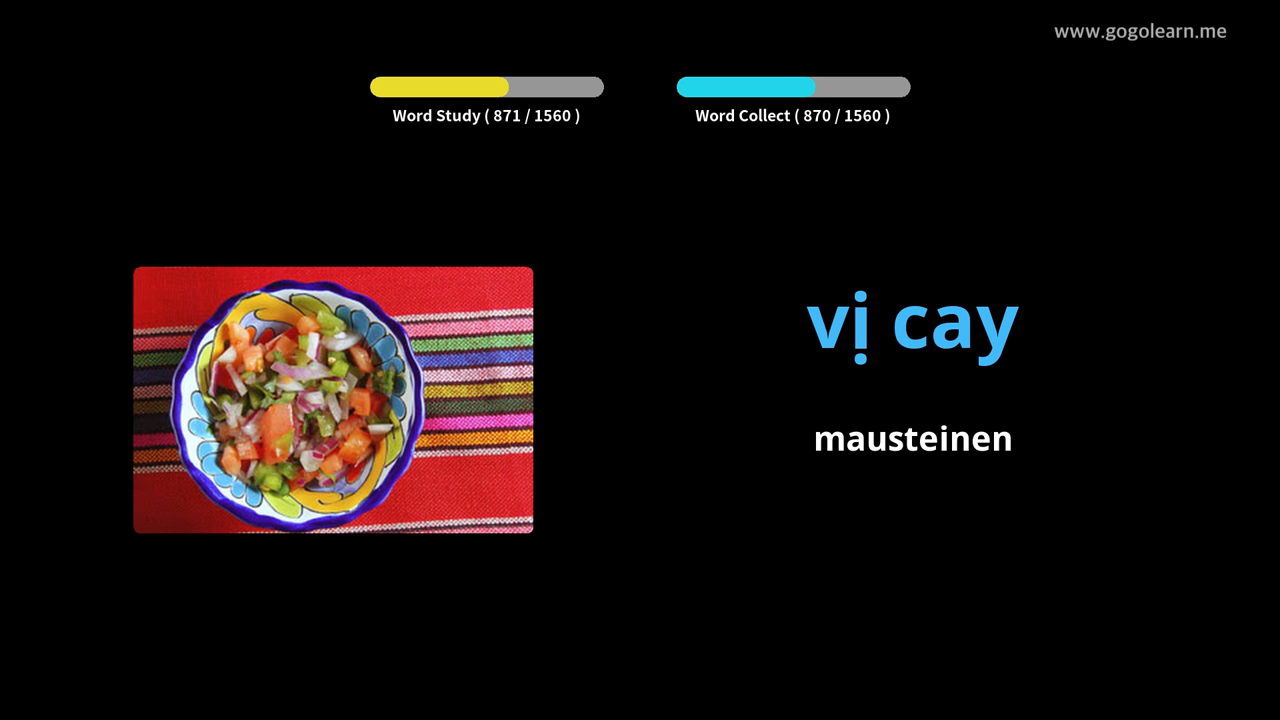 www.gogolearn.me
Word Study ( 871 / 1560 )
Word Collect ( 870 / 1560 )
vị cay
mausteinen